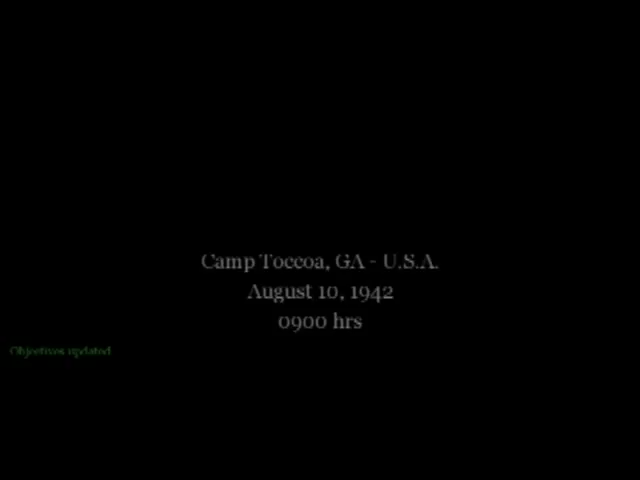 Camp Toccoa, GA - U.S.A.
August 10, 1942
0900 hrs
Objectives updated